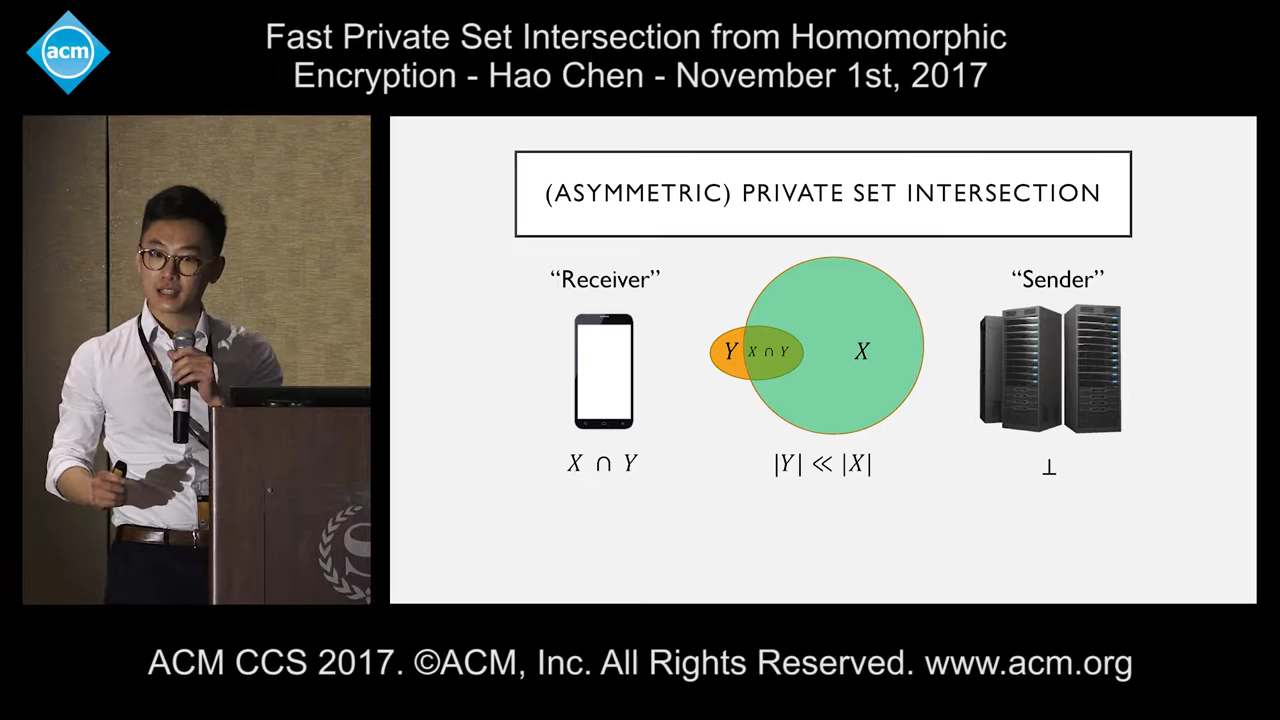 acm
Fast Private Set Intersection from Homomorphic
Encryption - Hao Chen - November 1st, 2017
(ASYMMETRIC) PRIVATE SET INTERSECTION
“Receiver”
“Sender”
Y
X ∩ Y
X
X ∩ Y
|Y| ≪ |X|
⊥
S
ACM CCS 2017. ©ACM, Inc. All Rights Reserved. www.acm.org